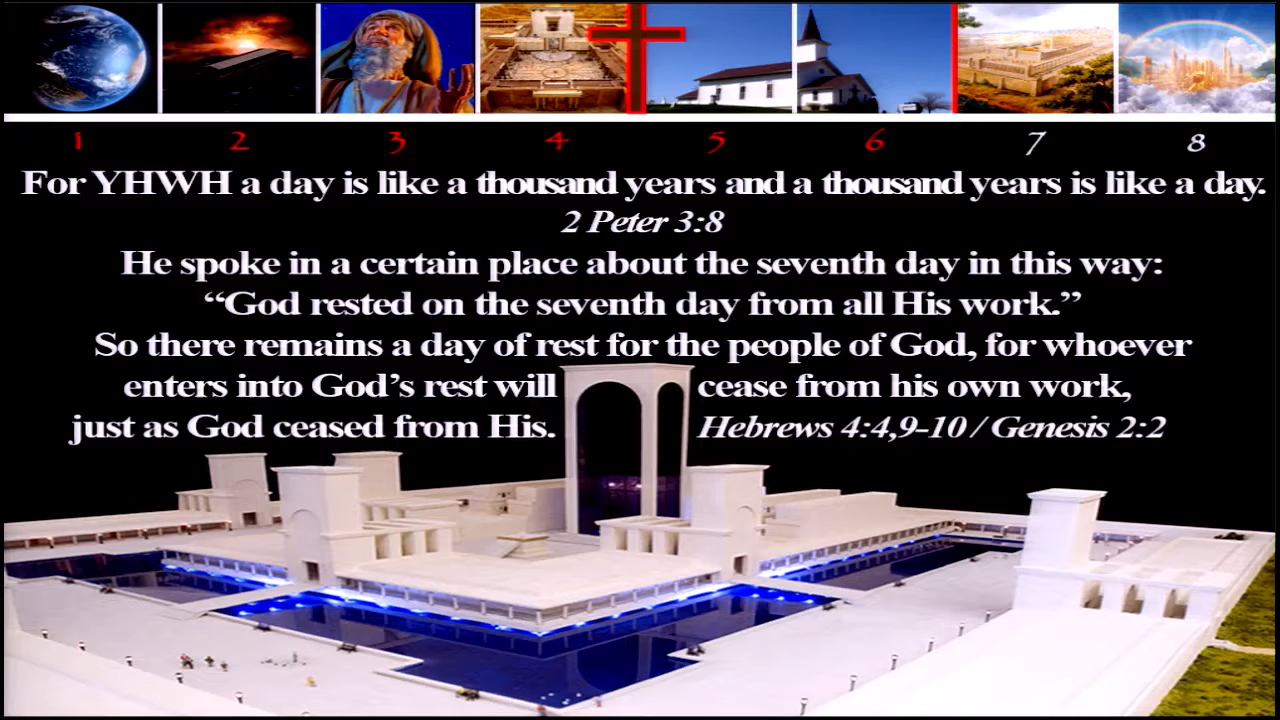 1 2 3 4 5 6 7 8
For YHWH a day is like a thousand years and a thousand years is like a day.
2 Peter 3:8
He spoke in a certain place about the seventh day in this way:
“God rested on the seventh day from all His work.”
So there remains a day of rest for the people of God, for whoever
enters into God’s rest will cease from his own work,
just as God ceased from His. Hebrews 4:4,9-10 / Genesis 2:2